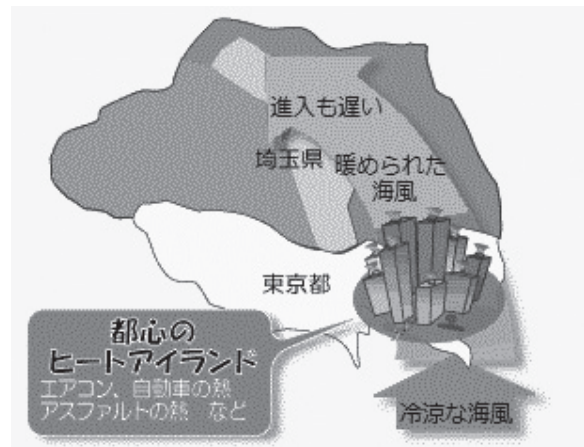 進入も遅い
埼玉県
暖められた
海風
東京都
都心の
ヒートアイランド
エアコン、自動車の熱
アスファルトの熱 など
冷涼な海風